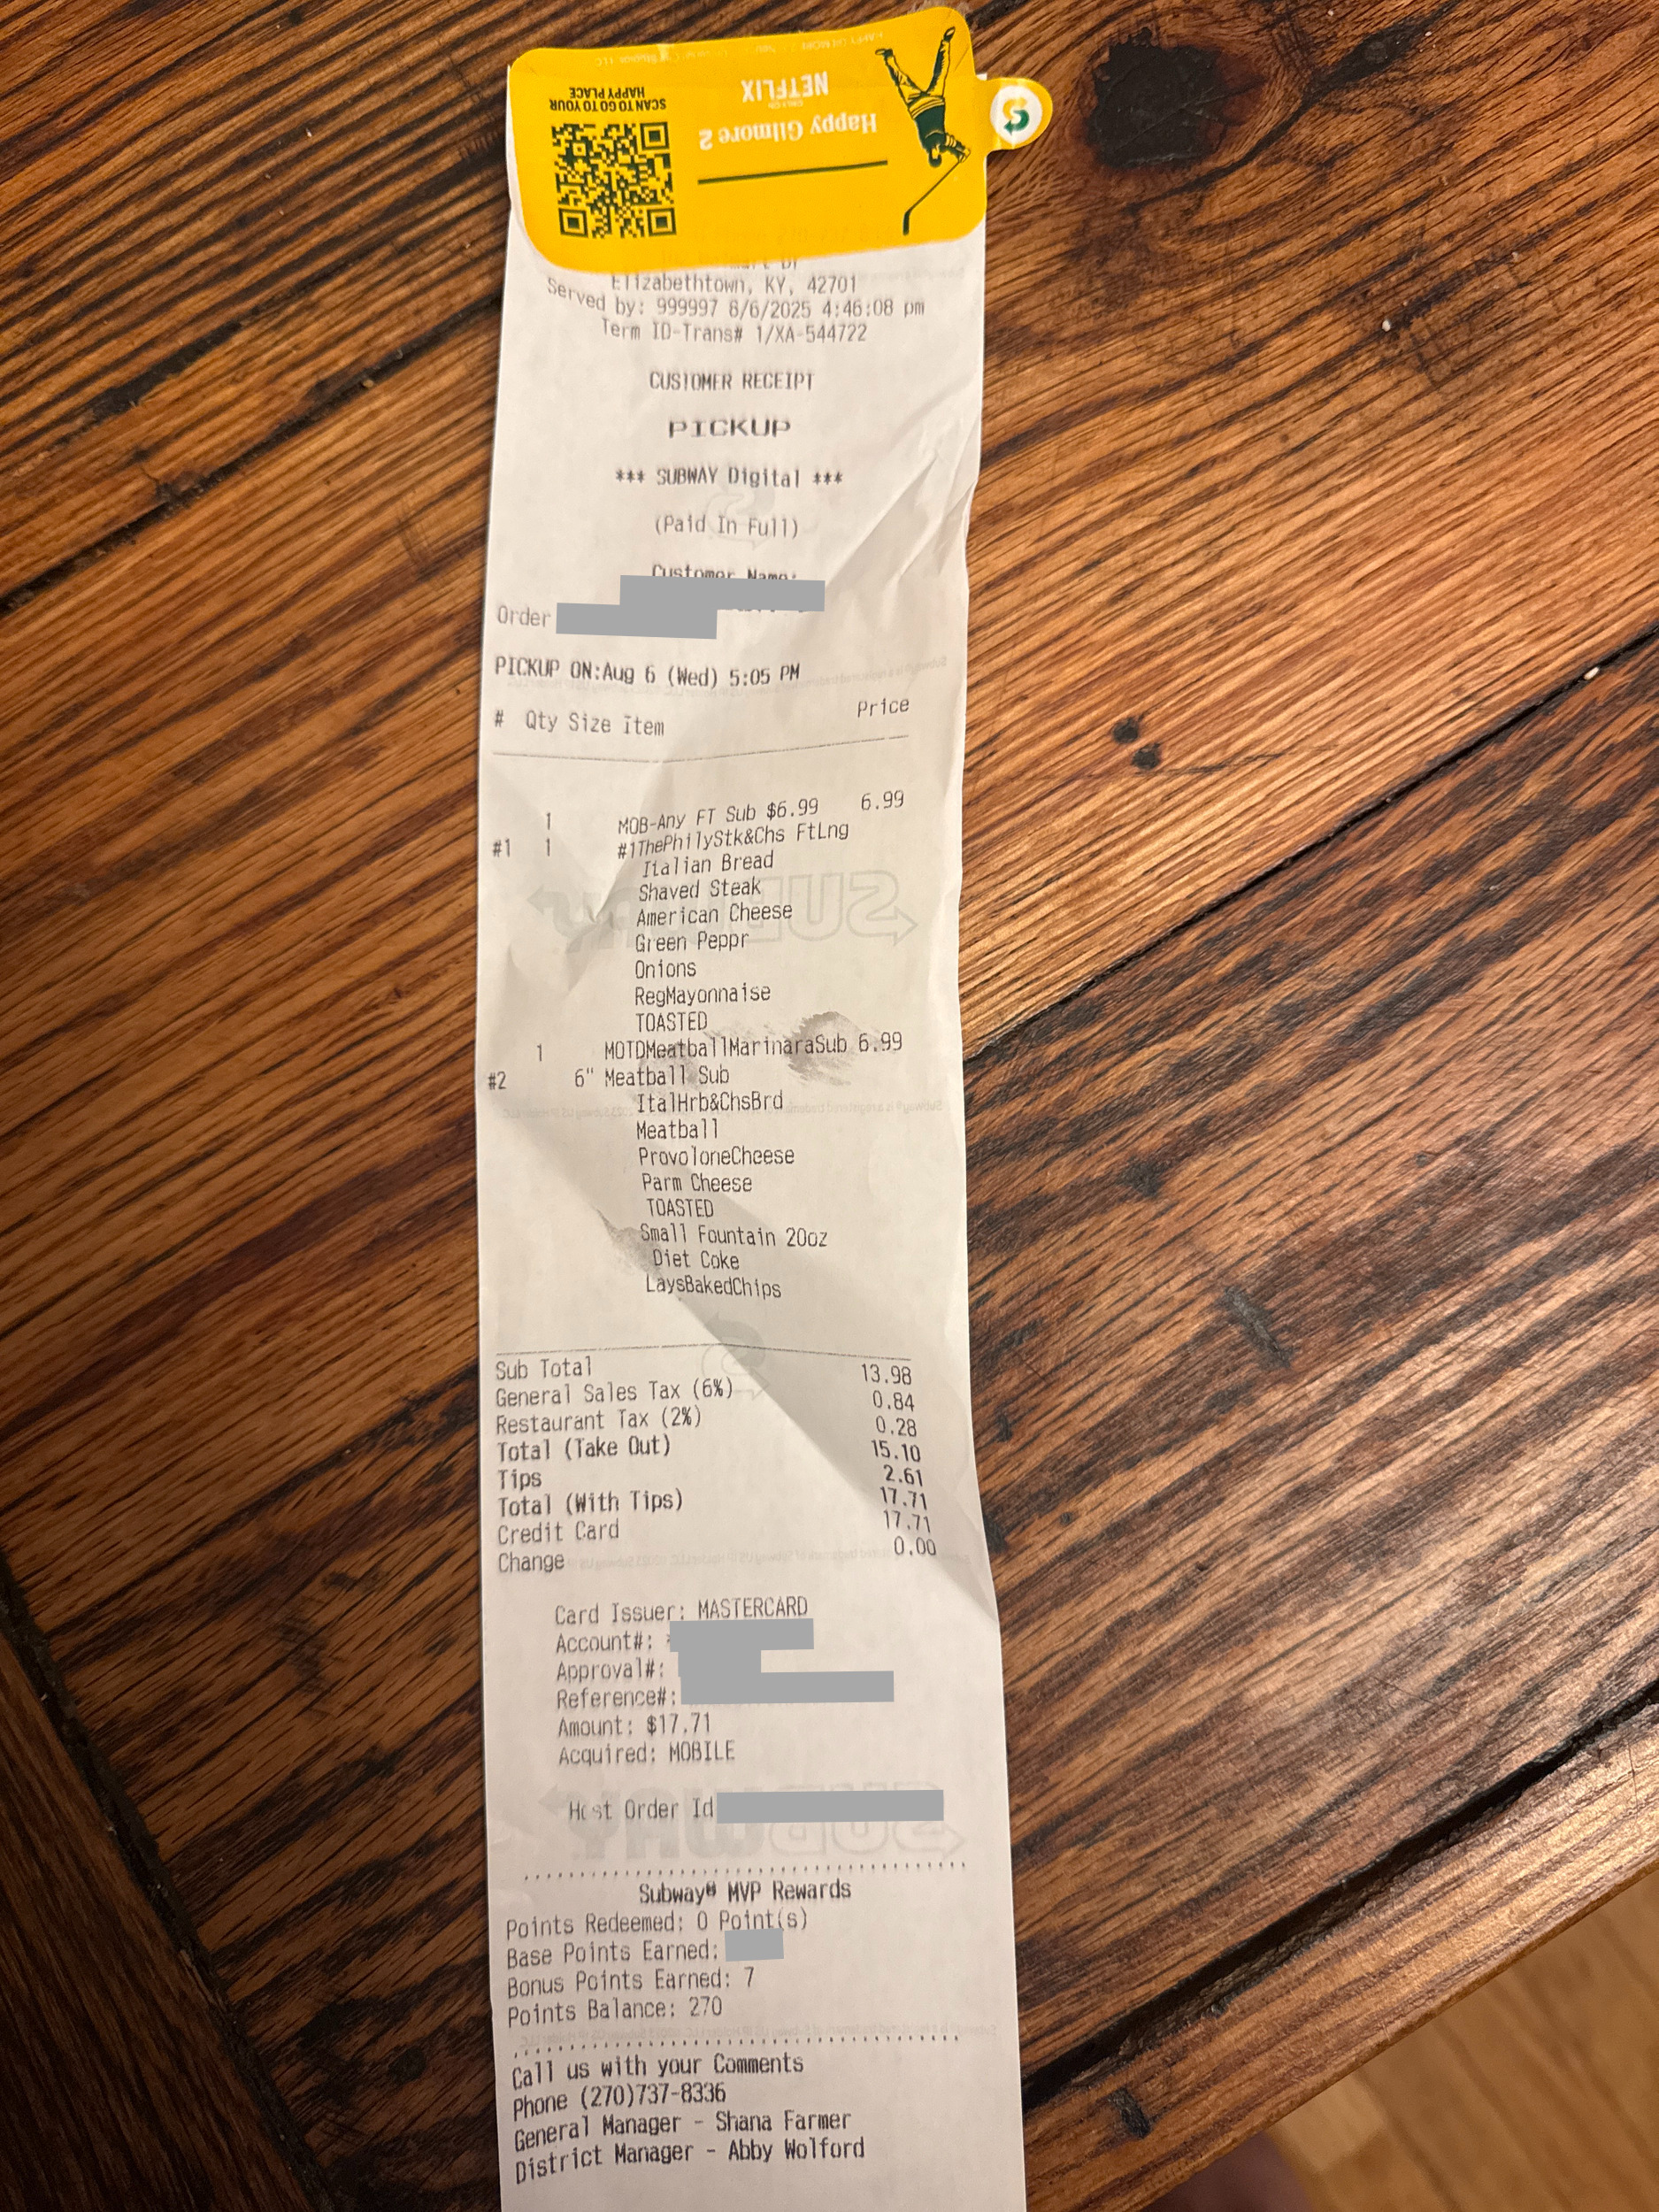 SCAN TO GO TO YOUR
HAPPY PLACE
Happy Gilmore 2
ONLY ON
NETFLIX
Elizabethtown, KY, 42701
Served by: 999997 8/6/2025 4:46:08 pm
Term ID-Trans# 1/XA-544722
CUSTOMER RECEIPT
PICKUP
*** SUBWAY Digital ***
(Paid In Full)
Customer Name:
Order
PICKUP ON:Aug 6 (Wed) 5:05 PM
# Qty Size Item Price
1 MOB-Any FT Sub $6.99 6.99
#1 1 #1ThePhilyStk&Chs FtLng
Italian Bread
Shaved Steak
American Cheese
Green Peppr
Onions
RegMayonnaise
TOASTED
1 MOTDMeatballMarinaraSub 6.99
#2 6" Meatball Sub
ItalHrb&ChsBrd
Meatball
ProvoloneCheese
Parm Cheese
TOASTED
Small Fountain 20oz
Diet Coke
LaysBakedChips
Sub Total 13.98
General Sales Tax (6%) 0.84
Restaurant Tax (2%) 0.28
Total (Take Out) 15.10
Tips 2.61
Total (With Tips) 17.71
Credit Card 17.71
Change 0.00
Card Issuer: MASTERCARD
Account#:
Approval#:
Reference#:
Amount: $17.71
Acquired: MOBILE
Host Order Id
Subway® MVP Rewards
Points Redeemed: 0 Point(s)
Base Points Earned:
Bonus Points Earned: 7
Points Balance: 270
Call us with your Comments
Phone (270)737-8336
General Manager - Shana Farmer
District Manager - Abby Wolford